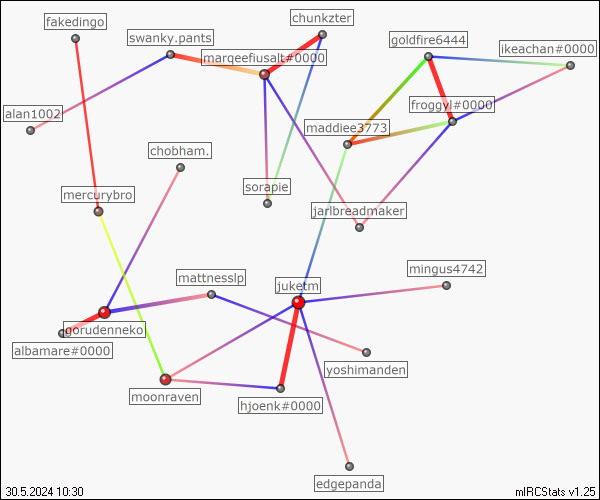 fakedingo
chunkzter
swanky.pants
goldfire6444
ikeachan#0000
marqeefiusalt#0000
froggyl#0000
alan1002
maddiee3773
chobham.
sorapie
mercurybro
jarlbreadmaker
mingus4742
mattnesslp
juketm
gorudenneko
albamare#0000
yoshimanden
moonraven
hjoenk#0000
edgepanda
30.5.2024 10:30
mIRCStats v1.25